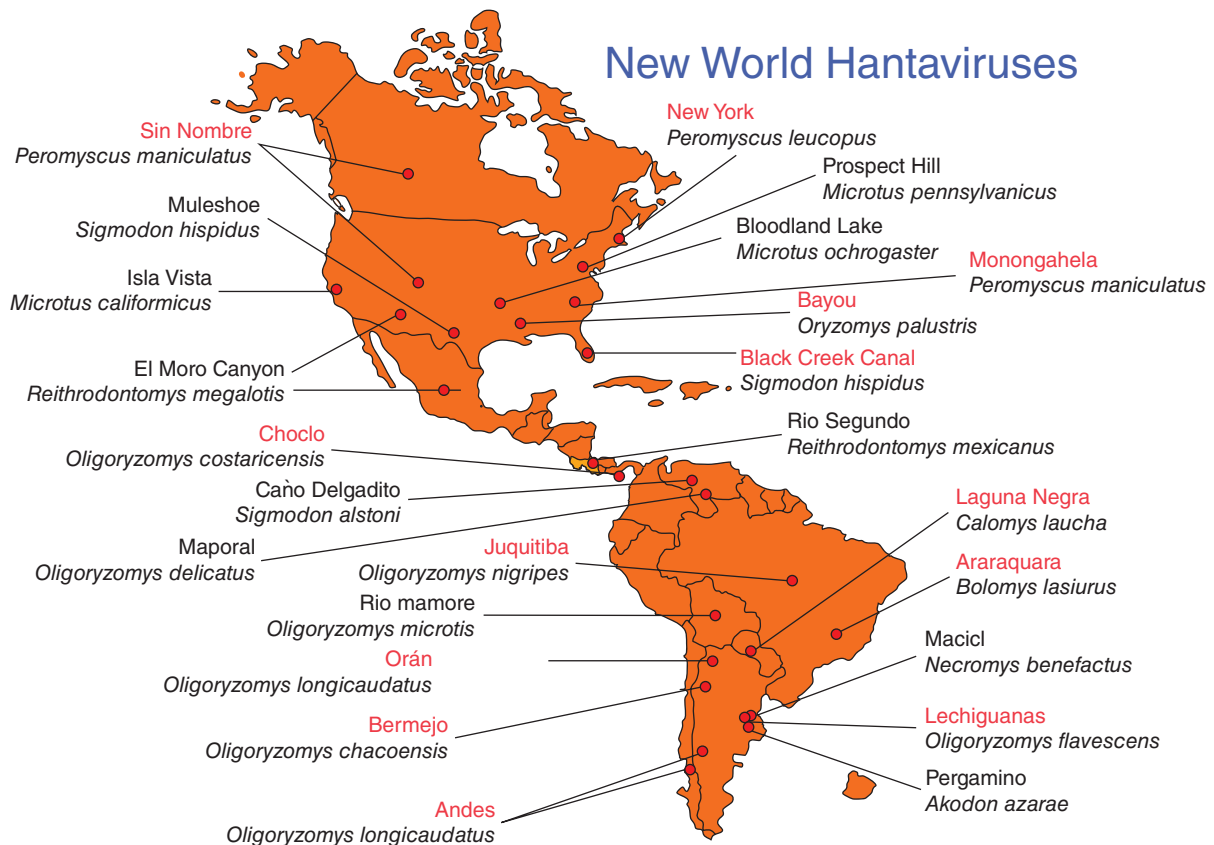 New World Hantaviruses
Sin Nombre
Peromyscus maniculatus
Muleshoe
Sigmodon hispidus
Isla Vista
Microtus califormicus
El Moro Canyon
Reithrodontomys megalotis
Choclo
Oligoryzomys costaricensis
Caño Delgadito
Sigmodon alstoni
Maporal
Oligoryzomys delicatus
Juquitiba
Oligoryzomys nigripes
Rio mamore
Oligoryzomys microtis
Orán
Oligoryzomys longicaudatus
Bermejo
Oligoryzomys chacoensis
Andes
Oligoryzomys longicaudatus
New York
Peromyscus leucopus
Prospect Hill
Microtus pennsylvanicus
Bloodland Lake
Microtus ochrogaster
Monongahela
Peromyscus maniculatus
Bayou
Oryzomys palustris
Black Creek Canal
Sigmodon hispidus
Rio Segundo
Reithrodontomys mexicanus
Laguna Negra
Calomys laucha
Araraquara
Bolomys lasiurus
Macicl
Necromys benefactus
Lechiguanas
Oligoryzomys flavescens
Pergamino
Akodon azarae